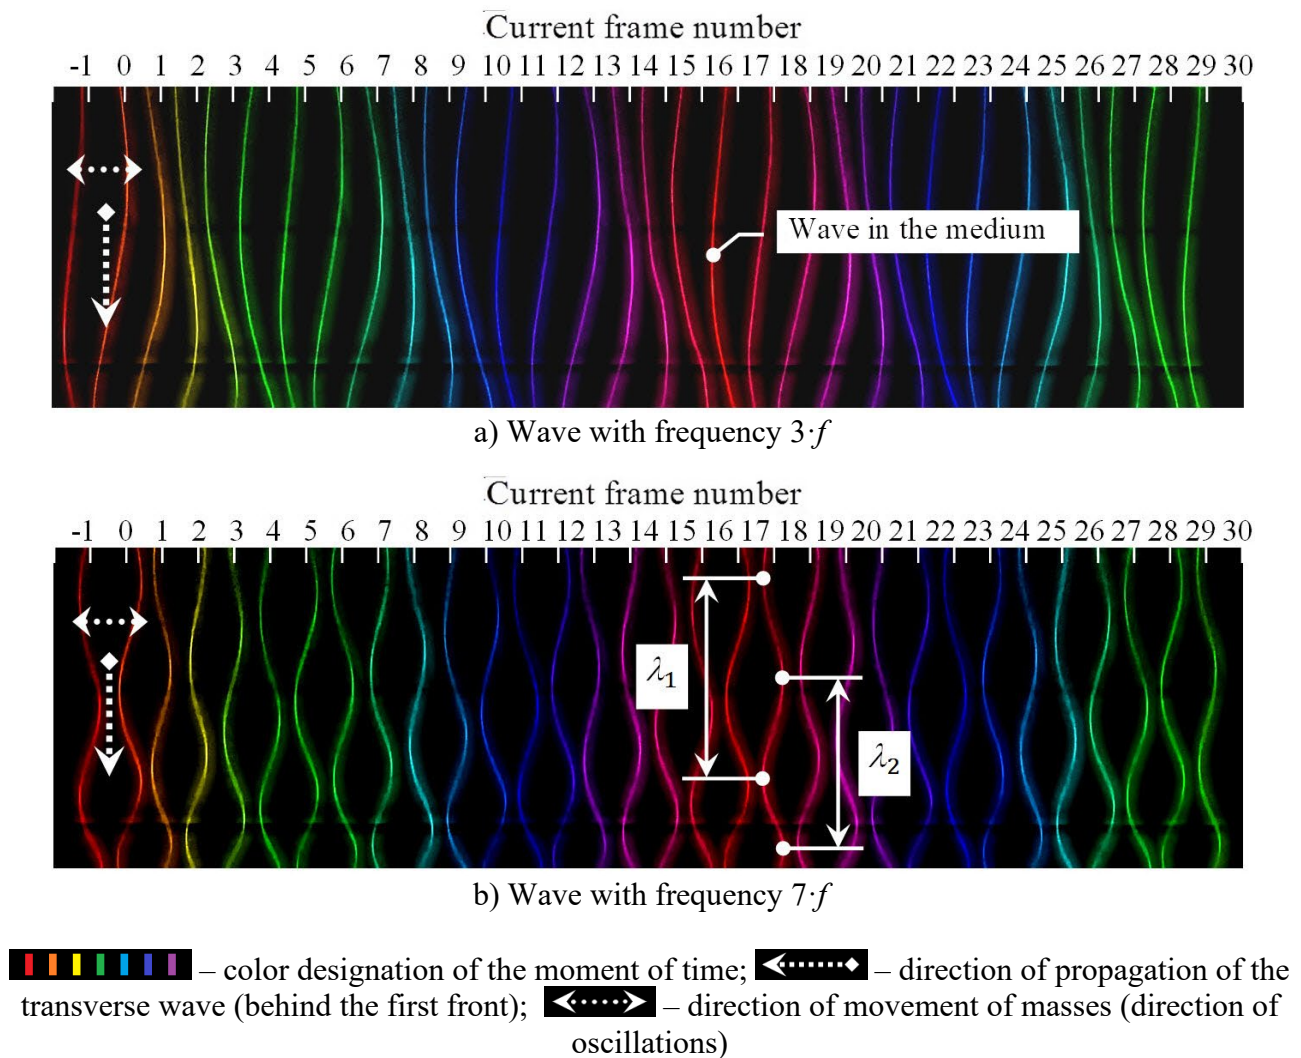 Current frame number
-1 0 1 2 3 4 5 6 7 8 9 10 11 12 13 14 15 16 17 18 19 20 21 22 23 24 25 26 27 28 29 30
Wave in the medium
a) Wave with frequency 3·f
Current frame number
-1 0 1 2 3 4 5 6 7 8 9 10 11 12 13 14 15 16 17 18 19 20 21 22 23 24 25 26 27 28 29 30
λ1
λ2
b) Wave with frequency 7·f
– color designation of the moment of time; – direction of propagation of the
transverse wave (behind the first front); – direction of movement of masses (direction of
oscillations)